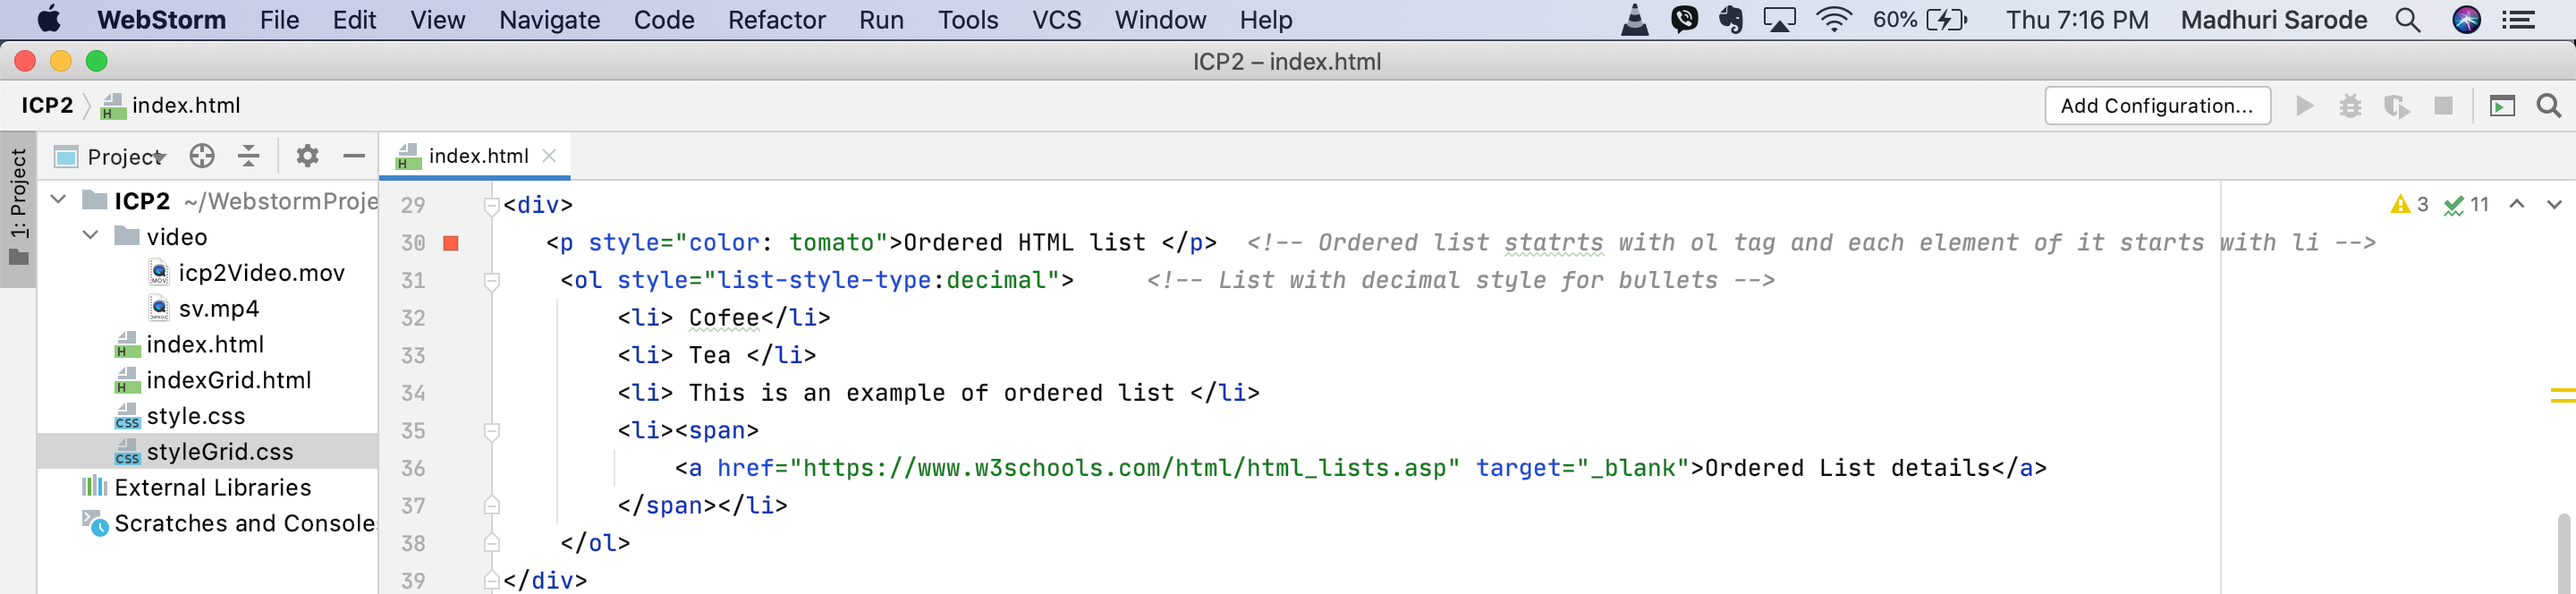 WebStorm File Edit View Navigate Code Refactor Run Tools VCS Window Help 60% Thu 7:16 PM Madhuri Sarode
ICP2 – index.html
ICP2 index.html Add Configuration...
1: Project
Project index.html
ICP2 ~/WebstormProje
video
icp2Video.mov
sv.mp4
index.html
indexGrid.html
style.css
styleGrid.css
External Libraries
Scratches and Console
3 11
29 <div>
30 <p style="color: tomato">Ordered HTML list </p> <!-- Ordered list statrts with ol tag and each element of it starts with li -->
31 <ol style="list-style-type:decimal"> <!-- List with decimal style for bullets -->
32 <li> Cofee</li>
33 <li> Tea </li>
34 <li> This is an example of ordered list </li>
35 <li><span>
36 <a href="https://www.w3schools.com/html/html_lists.asp" target="_blank">Ordered List details</a>
37 </span></li>
38 </ol>
39 </div>